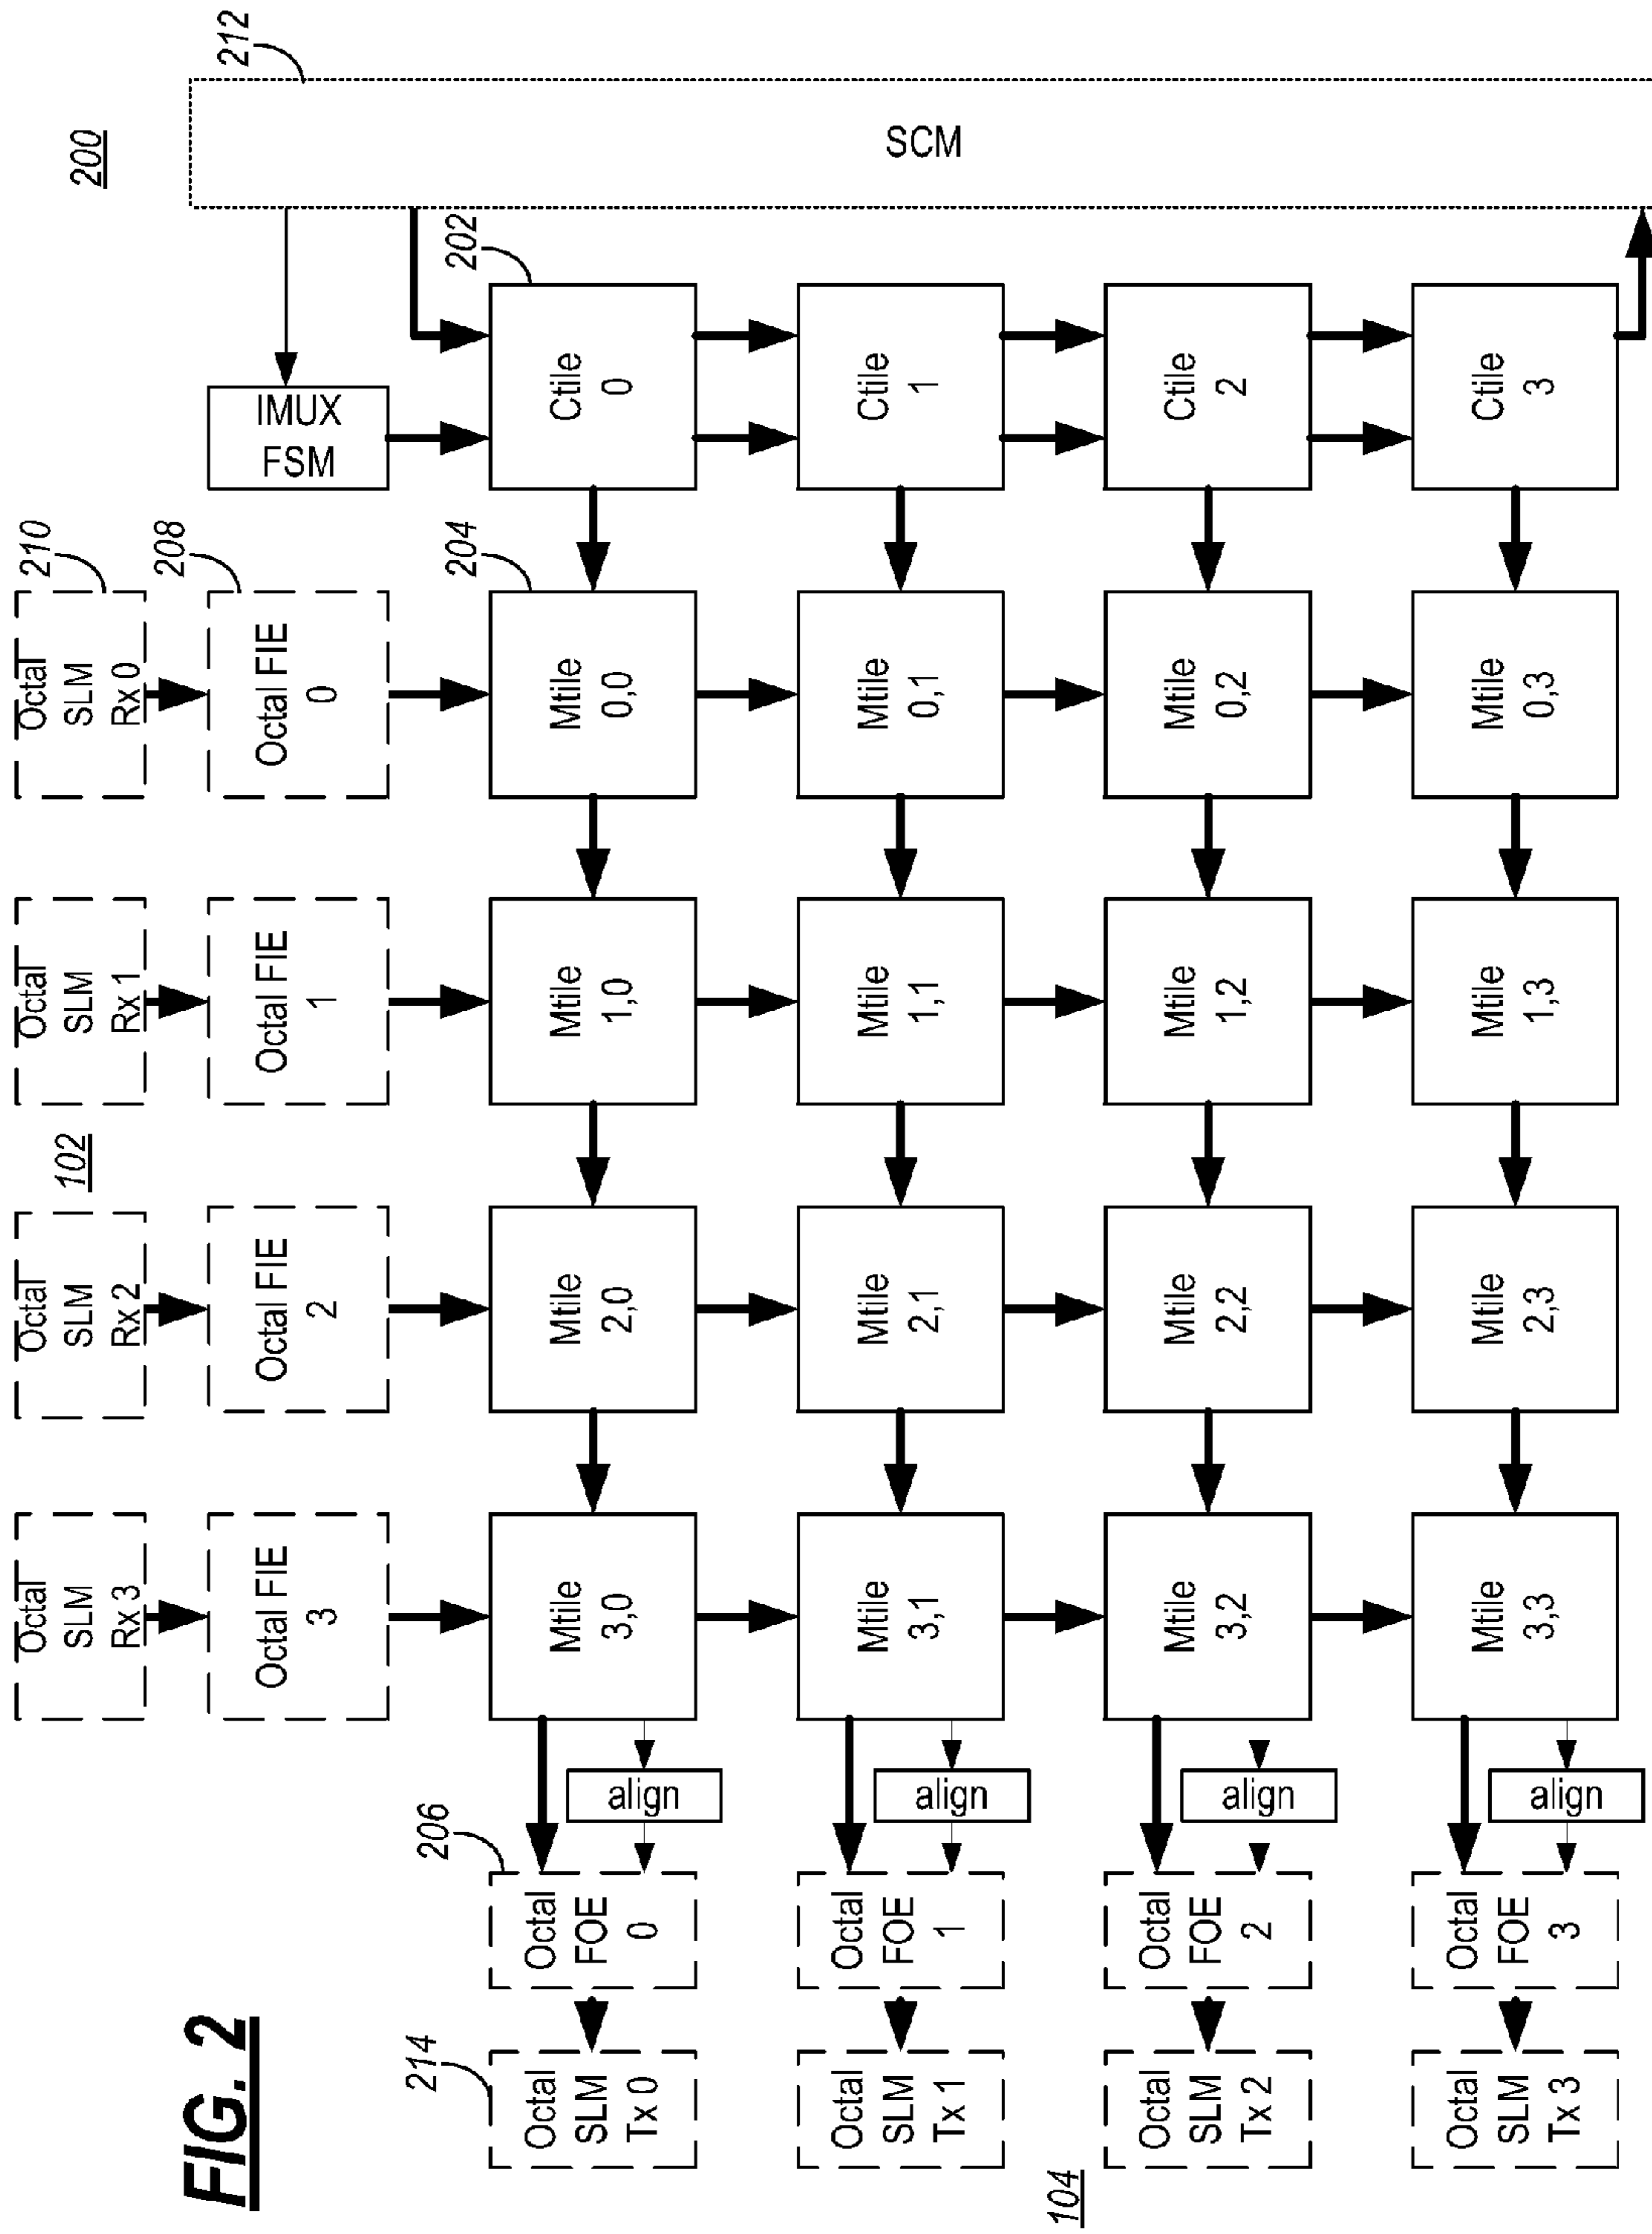 FIG. 2
200
102
Octal
SLM
Rx 3
Octal
SLM
Rx 2
Octal
SLM
Rx 1
Octal
SLM
Rx 0
210
212
Octal FIE
3
Octal FIE
2
Octal FIE
1
Octal FIE
0
208
IMUX
FSM
214
206
204
202
Octal
SLM
Tx 0
Octal
FOE
0
align
Mtile
3,0
Mtile
2,0
Mtile
1,0
Mtile
0,0
Ctile
0
SCM
Octal
SLM
Tx 1
Octal
FOE
1
align
Mtile
3,1
Mtile
2,1
Mtile
1,1
Mtile
0,1
Ctile
1
104
Octal
SLM
Tx 2
Octal
FOE
2
align
Mtile
3,2
Mtile
2,2
Mtile
1,2
Mtile
0,2
Ctile
2
Octal
SLM
Tx 3
Octal
FOE
3
align
Mtile
3,3
Mtile
2,3
Mtile
1,3
Mtile
0,3
Ctile
3